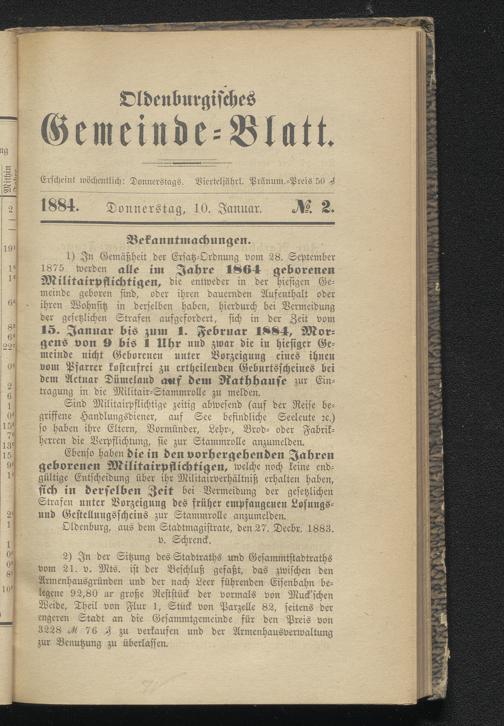 Oldenburgisches
Gemeinde=Blatt.
Erscheint wöchentlich: Donnerstags. Vierteljährl. Pränum.=Preis 50 ₰
1884. Donnerstag, 10. Januar. № 2.
Bekanntmachungen.
1) In Gemäßheit der Ersatz=Ordnung vom 28. September
1875 werden alle im Jahre 1864 geborenen
Militairpflichtigen, die entweder in der hiesigen Ge=
meinde geboren sind, oder ihren dauernden Aufenthalt oder
ihren Wohnsitz in derselben haben, hierdurch bei Vermeidung
der gesetzlichen Strafen aufgefordert, sich in der Zeit vom
15. Januar bis zum 1. Februar 1884, Mor=
gens von 9 bis 1 Uhr und zwar die in hiesiger Ge=
meinde nicht Geborenen unter Vorzeigung eines ihnen
vom Pfarrer kostenfrei zu ertheilenden Geburtscheines bei
dem Actuar Dümeland auf dem Rathhause zur Ein=
tragung in die Militair=Stammrolle zu melden.
Sind Militairpflichtige zeitig abwesend (auf der Reise be=
griffene Handlungsdiener, auf See befindliche Seeleute ꝛc.)
so haben ihre Eltern, Vormünder, Lehr=, Brod= oder Fabrik=
herren die Verpflichtung, sie zur Stammrolle anzumelden.
Ebenso haben die in den vorhergehenden Jahren
geborenen Militairpflichtigen, welche noch keine end=
gültige Entscheidung über ihr Militairverhältniß erhalten haben,
sich in derselben Zeit bei Vermeidung der gesetzlichen
Strafen unter Vorzeigung des früher empfangenen Losungs=
und Gestellungsscheins zur Stammrolle anzumelden.
Oldenburg, aus dem Stadtmagistrate, den 27. Decbr. 1883.
v. Schrenck.
2) In der Sitzung des Stadtraths und Gesammtstadtraths
vom 21. v. Mts. ist der Beschluß gefaßt, das zwischen den
Armenhausgründen und der nach Leer führenden Eisenbahn be=
legene 92,80 ar große Reststück der vormals von Muck'schen
Weide, Theil von Flur 1, Stück von Parzelle 82, seitens der
engeren Stadt an die Gesammtgemeinde für den Preis von
3228 ℳ 76 ₰ zu verkaufen und der Armenhausverwaltung
zur Benutzung zu überlassen.